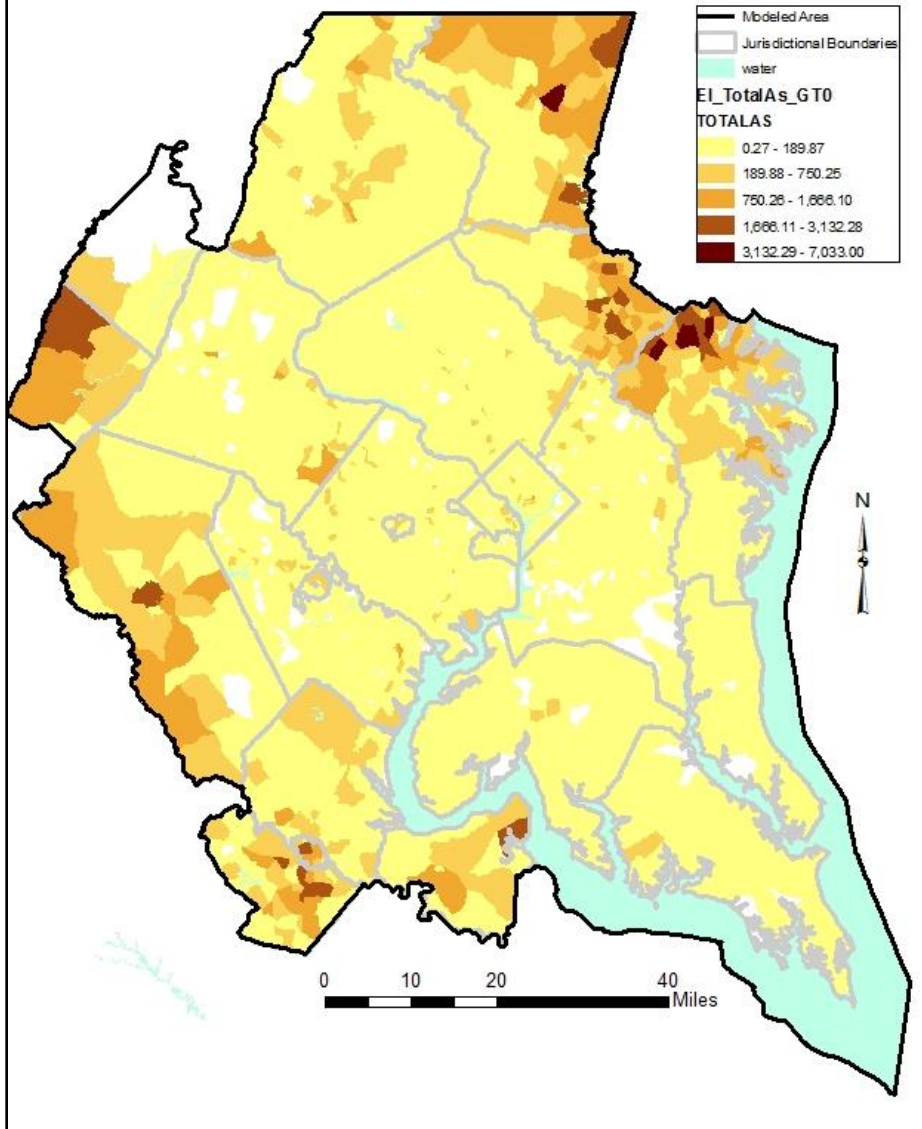 Modeled Area
Jurisdictional Boundaries
water
EI_TotalAs_GT0
TOTALAS
0.27 - 189.87
189.88 - 750.25
750.26 - 1,666.10
1,666.11 - 3,132.28
3,132.29 - 7,033.00
N
0 10 20 40
Miles